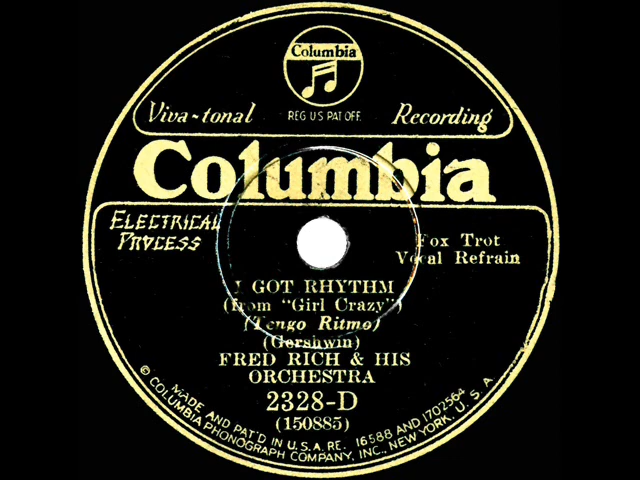 Columbia
Viva-tonal REG US PAT OFF. Recording
Columbia
ELECTRICAL
PROCESS
Fox Trot
Vocal Refrain
I GOT RHYTHM
(from "Girl Crazy")
(Tengo Ritmo)
(Gershwin)
FRED RICH & HIS
ORCHESTRA
2328-D
(150885)
MADE AND PAT'D IN U.S.A. RE. 16588 AND 1702564
© COLUMBIA PHONOGRAPH COMPANY, INC., NEW YORK, U. S. A